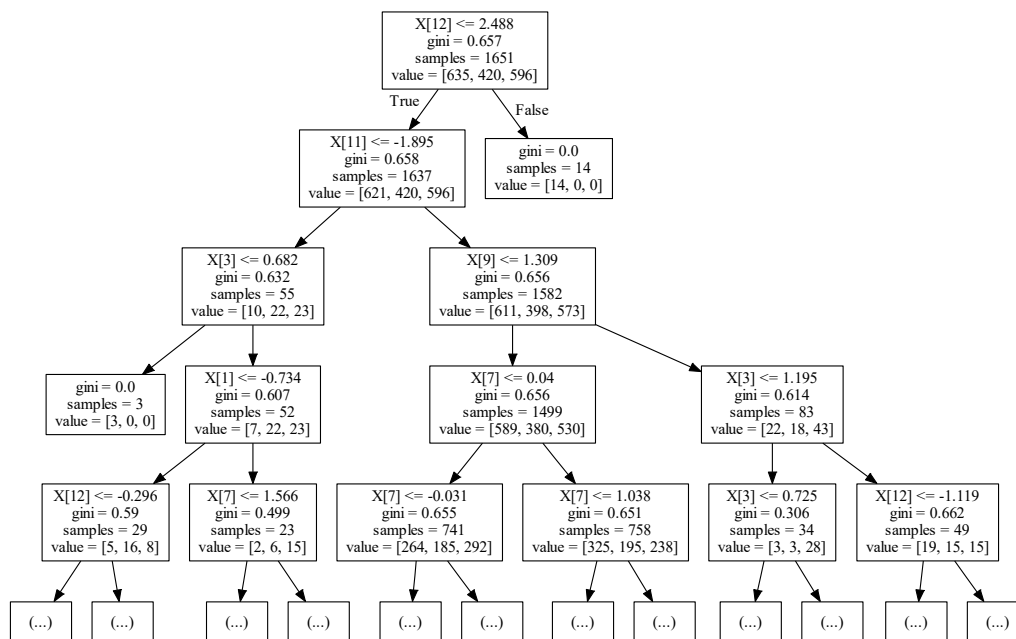 X[12] <= 2.488
gini = 0.657
samples = 1651
value = [635, 420, 596]
True
False
X[11] <= -1.895
gini = 0.658
samples = 1637
value = [621, 420, 596]
gini = 0.0
samples = 14
value = [14, 0, 0]
X[3] <= 0.682
gini = 0.632
samples = 55
value = [10, 22, 23]
X[9] <= 1.309
gini = 0.656
samples = 1582
value = [611, 398, 573]
gini = 0.0
samples = 3
value = [3, 0, 0]
X[1] <= -0.734
gini = 0.607
samples = 52
value = [7, 22, 23]
X[7] <= 0.04
gini = 0.656
samples = 1499
value = [589, 380, 530]
X[3] <= 1.195
gini = 0.614
samples = 83
value = [22, 18, 43]
X[12] <= -0.296
gini = 0.59
samples = 29
value = [5, 16, 8]
X[7] <= 1.566
gini = 0.499
samples = 23
value = [2, 6, 15]
X[7] <= -0.031
gini = 0.655
samples = 741
value = [264, 185, 292]
X[7] <= 1.038
gini = 0.651
samples = 758
value = [325, 195, 238]
X[3] <= 0.725
gini = 0.306
samples = 34
value = [3, 3, 28]
X[12] <= -1.119
gini = 0.662
samples = 49
value = [19, 15, 15]
(...)
(...)
(...)
(...)
(...)
(...)
(...)
(...)
(...)
(...)
(...)
(...)